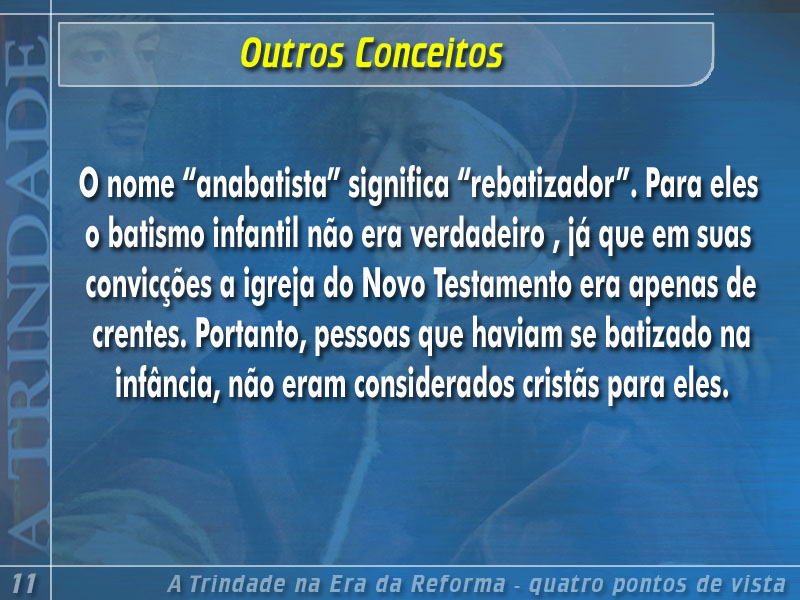 A TRINDADE
Outros Conceitos
O nome “anabatista” significa “rebatizador”. Para eles
o batismo infantil não era verdadeiro , já que em suas
convicções a igreja do Novo Testamento era apenas de
crentes. Portanto, pessoas que haviam se batizado na
infância, não eram considerados cristãs para eles.
11
A Trindade na Era da Reforma - quatro pontos de vista